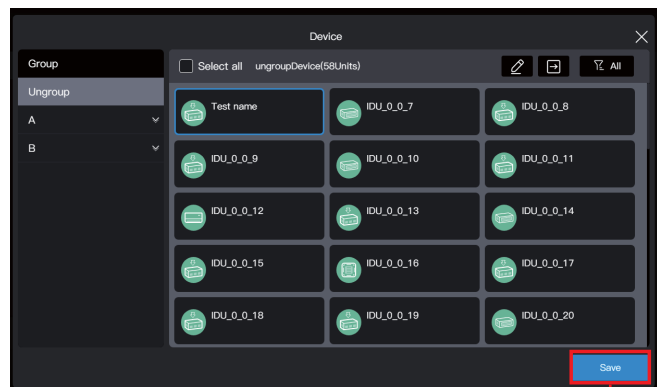 Device
Group
Select all ungroupDevice(58Units)
All
Ungroup
A
B
Test name
IDU_0_0_7
IDU_0_0_8
IDU_0_0_9
IDU_0_0_10
IDU_0_0_11
IDU_0_0_12
IDU_0_0_13
IDU_0_0_14
IDU_0_0_15
IDU_0_0_16
IDU_0_0_17
IDU_0_0_18
IDU_0_0_19
IDU_0_0_20
Save